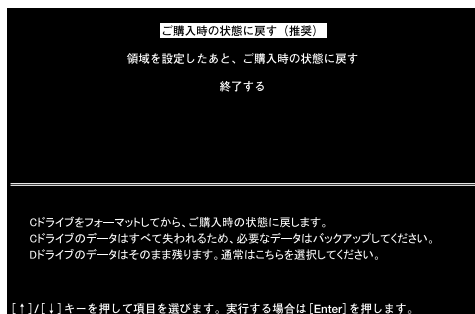 ご購入時の状態に戻す（推奨）
領域を設定したあと、ご購入時の状態に戻す
終了する
Cドライブをフォーマットしてから、ご購入時の状態に戻します。
Cドライブのデータはすべて失われるため、必要なデータはバックアップしてください。
Dドライブのデータはそのまま残ります。通常はこちらを選択してください。
[↑]/[↓]キーを押して項目を選びます。実行する場合は[Enter]を押します。